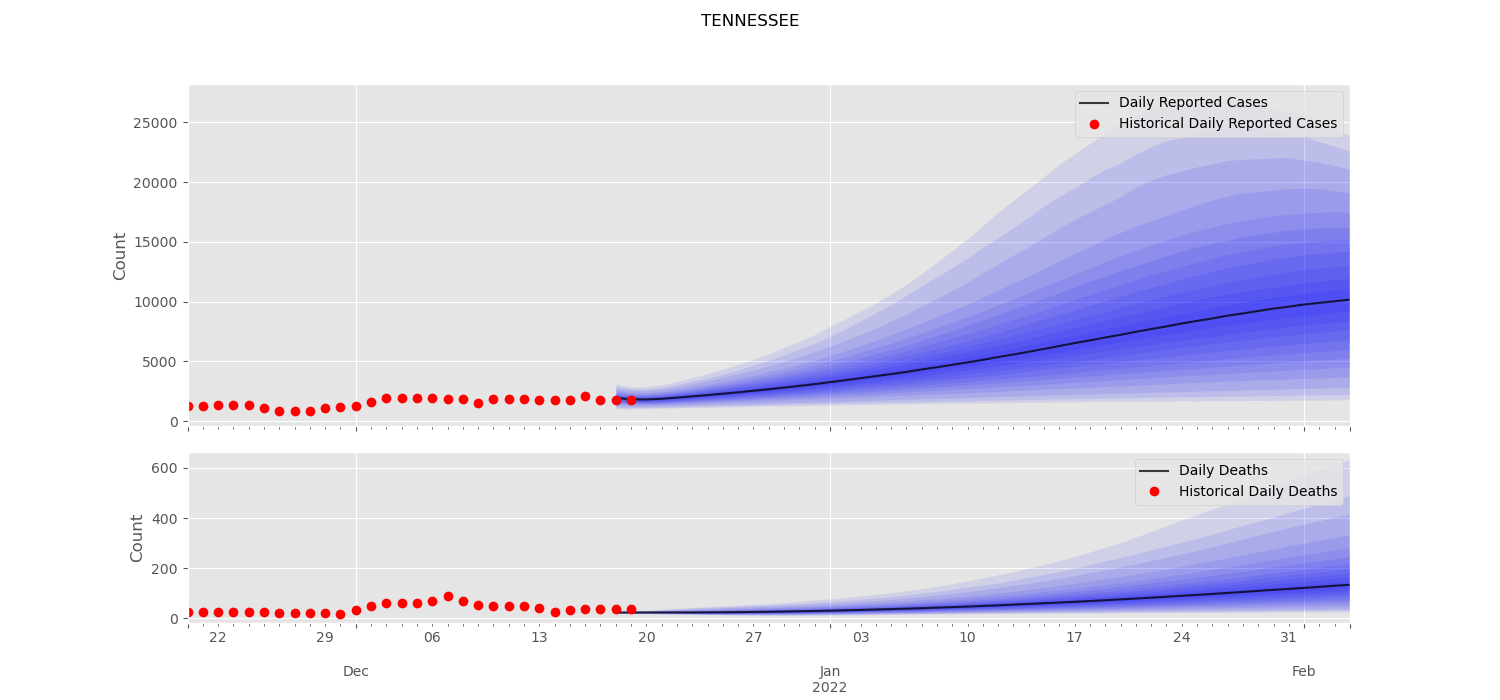 TENNESSEE
25000
20000
15000
10000
5000
0
Count
Daily Reported Cases
Historical Daily Reported Cases
600
400
200
0
Count
Daily Deaths
Historical Daily Deaths
22 29 06 13 20 27 03 10 17 24 31
Dec Jan Feb
2022